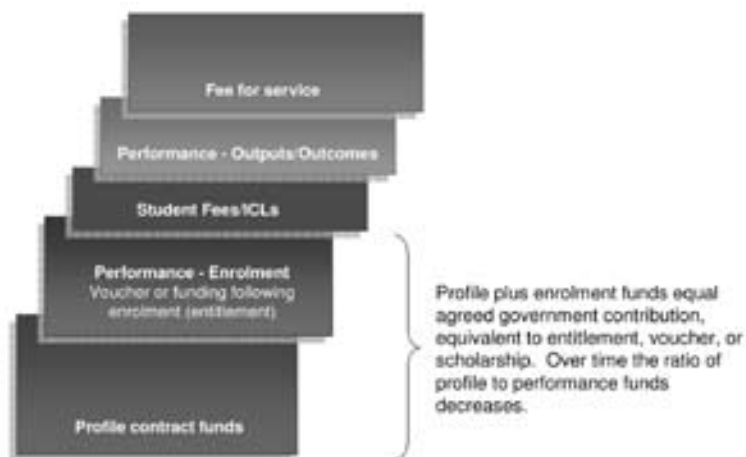 Fee for service
Performance - Outputs/Outcomes
Student Fees/ICLs
Performance - Enrolment
Voucher or funding following
enrolment (entitlement)
Profile contract funds
Profile plus enrolment funds equal
agreed government contribution,
equivalent to entitlement, voucher, or
scholarship. Over time the ratio of
profile to performance funds
decreases.